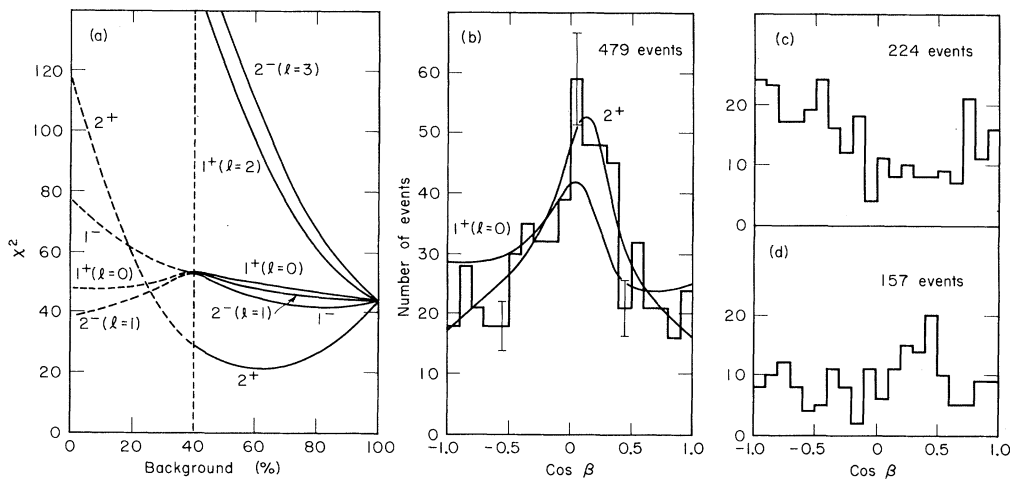 (a)
120
100
80
60
40
20
0
χ²
2⁺
1⁻
1⁺(ℓ=0)
2⁻(ℓ=1)
2⁻(ℓ=3)
1⁺(ℓ=2)
1⁺(ℓ=0)
2⁻(ℓ=1)
1⁻
2⁺
0 20 40 60 80 100
Background (%)
(b)
479 events
60
50
40
30
20
10
0
Number of events
2⁺
1⁺(ℓ=0)
-1.0 -0.5 0 0.5 1.0
Cos β
(c)
224 events
20
10
0
(d)
157 events
20
10
0
-1.0 -0.5 0 0.5 1.0
Cos β